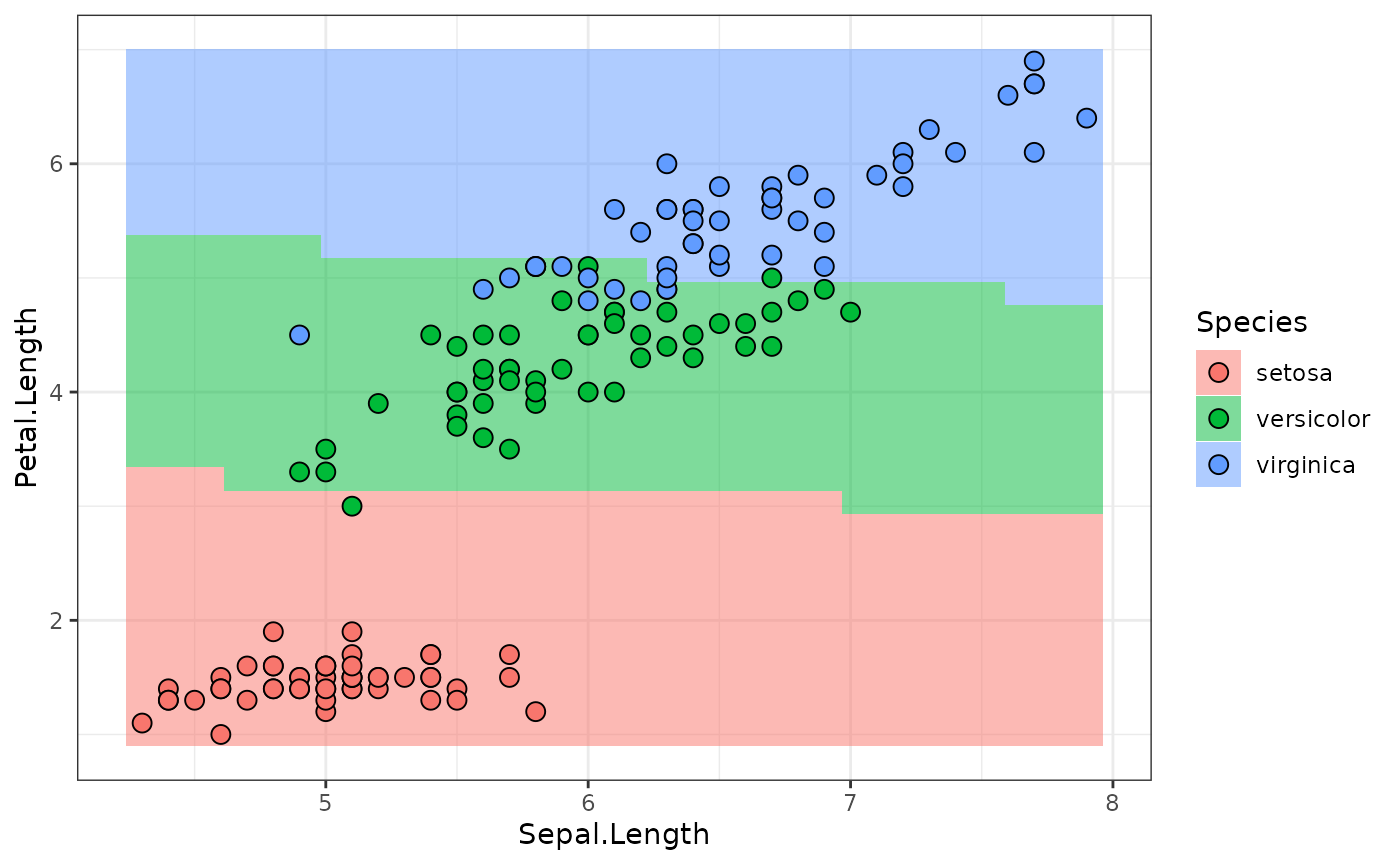 6
4
2
Petal.Length
5 6 7 8
Sepal.Length
Species
setosa
versicolor
virginica